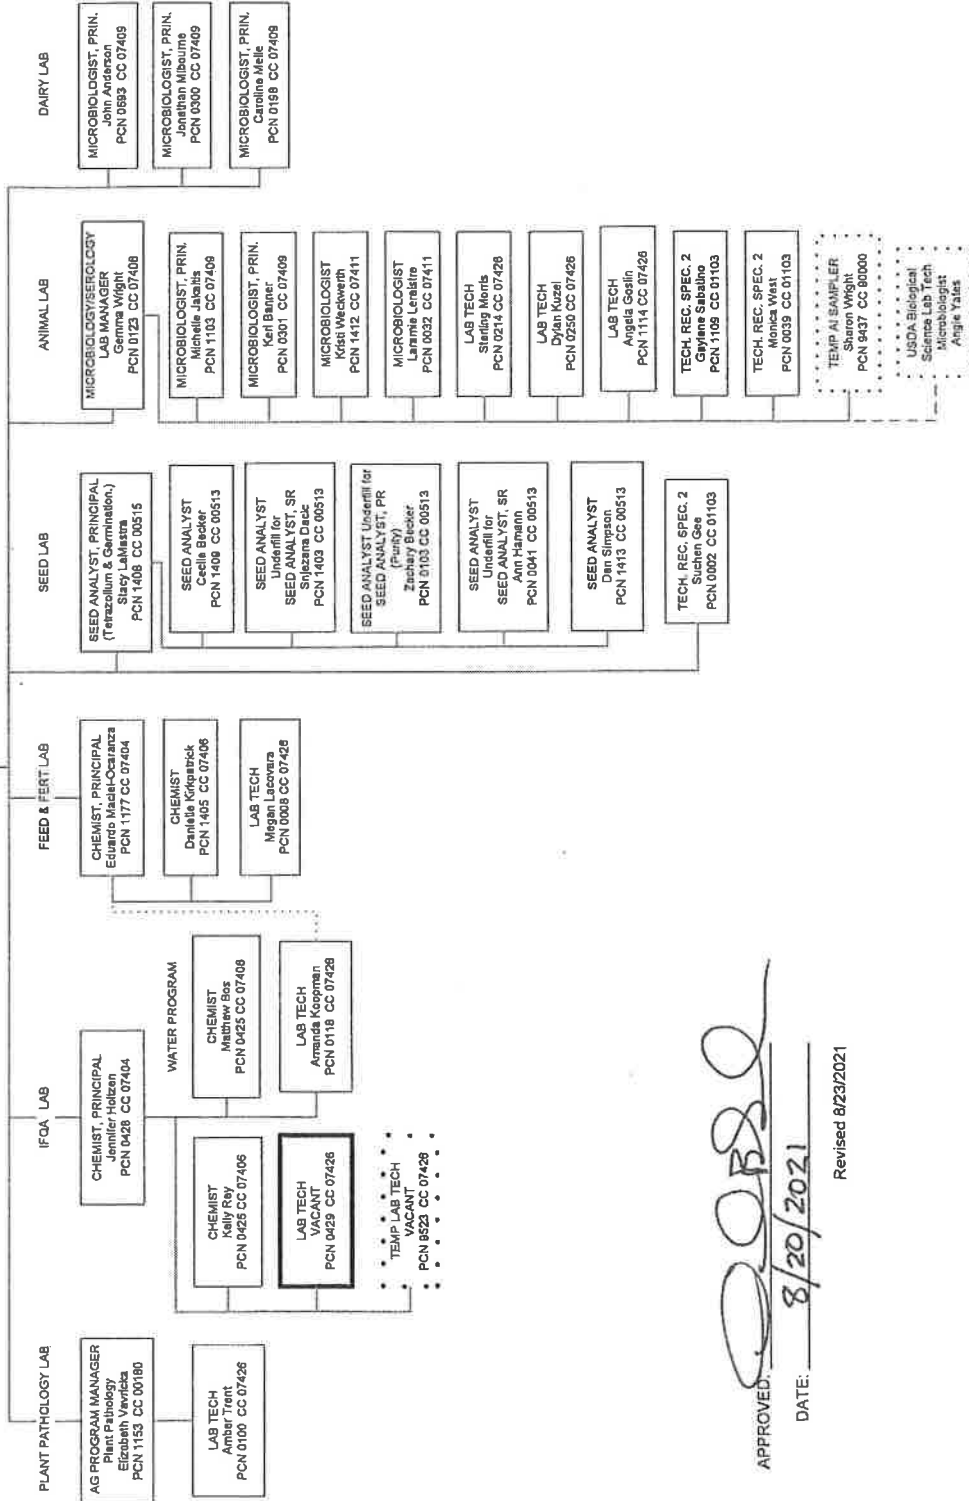 PLANT PATHOLOGY LAB
AG PROGRAM MANAGER
Plant Pathology
Elizabeth Vavricka
PCN 1153 CC 00180
LAB TECH
Amber Trent
PCN 0100 CC 07426
IFQA LAB
CHEMIST, PRINCIPAL
Jennifer Holtzen
PCN 0428 CC 07404
CHEMIST
Kelly Ray
PCN 0426 CC 07406
LAB TECH
VACANT
PCN 0429 CC 07426
TEMP LAB TECH
VACANT
PCN 9523 CC 07426
WATER PROGRAM
CHEMIST
Matthew Bos
PCN 0425 CC 07406
LAB TECH
Amanda Koopman
PCN 0118 CC 07426
FEED & FERT LAB
CHEMIST, PRINCIPAL
Eduardo Maciel-Ocaranza
PCN 1177 CC 07404
CHEMIST
Danielle Kirkpatrick
PCN 1405 CC 07406
LAB TECH
Megan Lacovara
PCN 0008 CC 07426
SEED LAB
SEED ANALYST, PRINCIPAL
(Tetrazolium & Germination.)
Stacy LaMastra
PCN 1408 CC 00515
SEED ANALYST
Cecilia Becker
PCN 1409 CC 00513
SEED ANALYST
Underfill for
SEED ANALYST, SR
Snjezana Dacic
PCN 1403 CC 00513
SEED ANALYST Underfill for
SEED ANALYST, PR
(Purity)
Zachary Becker
PCN 0103 CC 00513
SEED ANALYST
Underfill for
SEED ANALYST, SR
Ann Hamann
PCN 0041 CC 00513
SEED ANALYST
Dan Simpson
PCN 1413 CC 00513
TECH. REC. SPEC. 2
Suchen Gee
PCN 0002 CC 01103
ANIMAL LAB
MICROBIOLOGY/SEROLOGY
LAB MANAGER
Gemma Wright
PCN 0123 CC 07408
MICROBIOLOGIST, PRIN.
Michelle Jakaitis
PCN 1103 CC 07409
MICROBIOLOGIST, PRIN.
Keri Banner
PCN 0301 CC 07409
MICROBIOLOGIST
Kristi Weckwerth
PCN 1412 CC 07411
MICROBIOLOGIST
Laramie Lemaitre
PCN 0032 CC 07411
LAB TECH
Sterling Morris
PCN 0214 CC 07426
LAB TECH
Dylan Kuzel
PCN 0250 CC 07426
LAB TECH
Angela Goslin
PCN 1114 CC 07426
TECH. REC. SPEC. 2
Gaylene Sabatino
PCN 1109 CC 01103
TECH. REC. SPEC. 2
Monica West
PCN 0039 CC 01103
TEMP AI SAMPLER
Sharon Wright
PCN 9437 CC 90000
USDA Biological
Science Lab Tech
Microbiologist
Angie Yates
DAIRY LAB
MICROBIOLOGIST, PRIN.
John Anderson
PCN 0693 CC 07409
MICROBIOLOGIST, PRIN.
Jonathan Milbourne
PCN 0300 CC 07409
MICROBIOLOGIST, PRIN.
Caroline Melle
PCN 0198 CC 07409
APPROVED:
DATE: 8/20/2021
Revised 8/23/2021